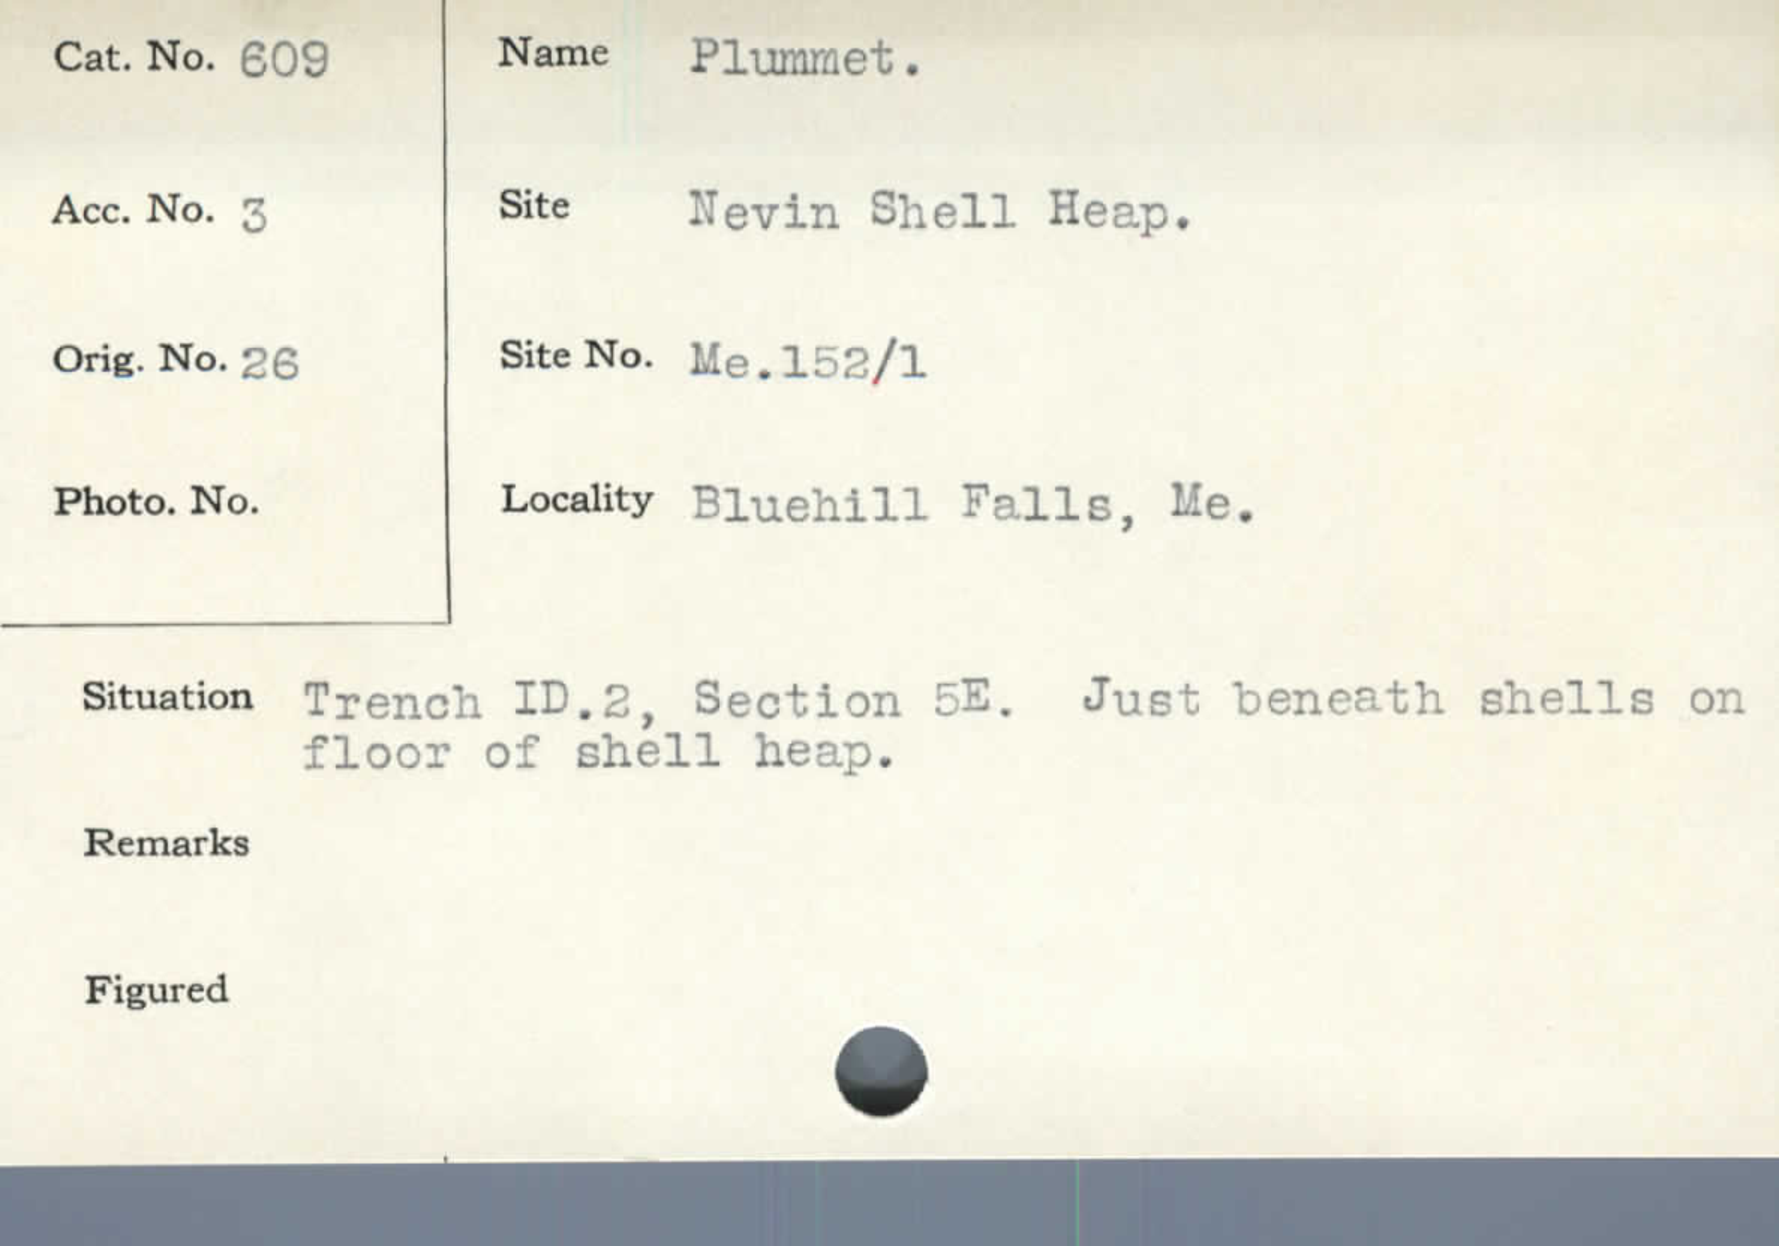 Cat. No. 609
Name Plummet.
Acc. No. 3
Site Nevin Shell Heap.
Orig. No. 26
Site No. Me.152/1
Photo. No.
Locality Bluehill Falls, Me.
Situation Trench ID.2, Section 5E. Just beneath shells on
floor of shell heap.
Remarks
Figured